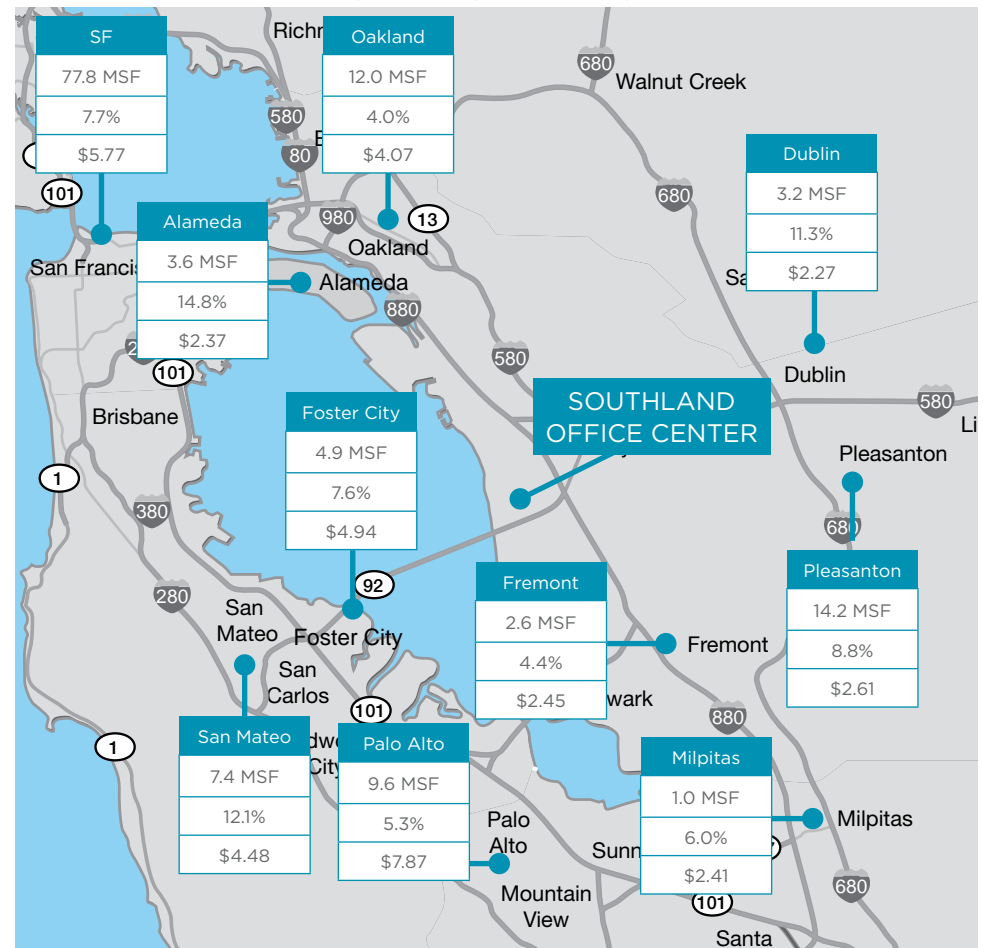 SF
77.8 MSF
7.7%
$5.77
Oakland
12.0 MSF
4.0%
$4.07
680
Walnut Creek
580
80
101
Dublin
3.2 MSF
11.3%
$2.27
680
Alameda
3.6 MSF
14.8%
$2.37
980
13
Oakland
Alameda
880
101
580
Dublin
SOUTHLAND
OFFICE CENTER
580
Brisbane
Foster City
4.9 MSF
7.6%
$4.94
Pleasanton
1
380
680
92
280
San
Mateo
Foster City
San
Carlos
Fremont
2.6 MSF
4.4%
$2.45
Fremont
Pleasanton
14.2 MSF
8.8%
$2.61
101
880
1
San Mateo
7.4 MSF
12.1%
$4.48
Palo Alto
9.6 MSF
5.3%
$7.87
City
Milpitas
1.0 MSF
6.0%
$2.41
Milpitas
Palo
Alto
680
Mountain
View
101
Santa